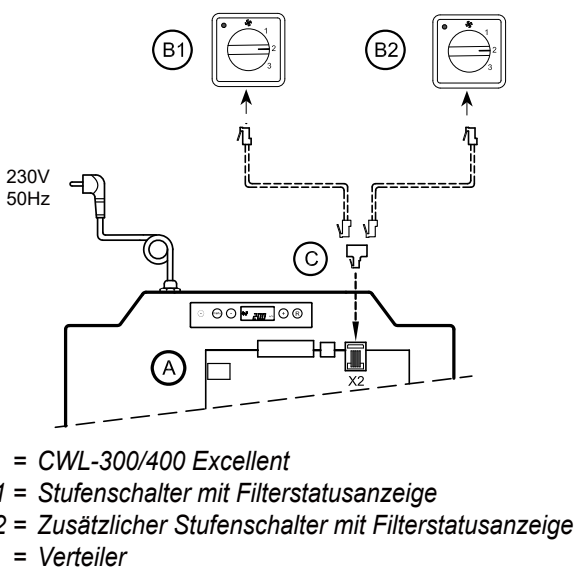 B1
1
2
3
B2
1
2
3
230V
50Hz
C
200
R
A
X2
= CWL-300/400 Excellent
1 = Stufenschalter mit Filterstatusanzeige
2 = Zusätzlicher Stufenschalter mit Filterstatusanzeige
= Verteiler